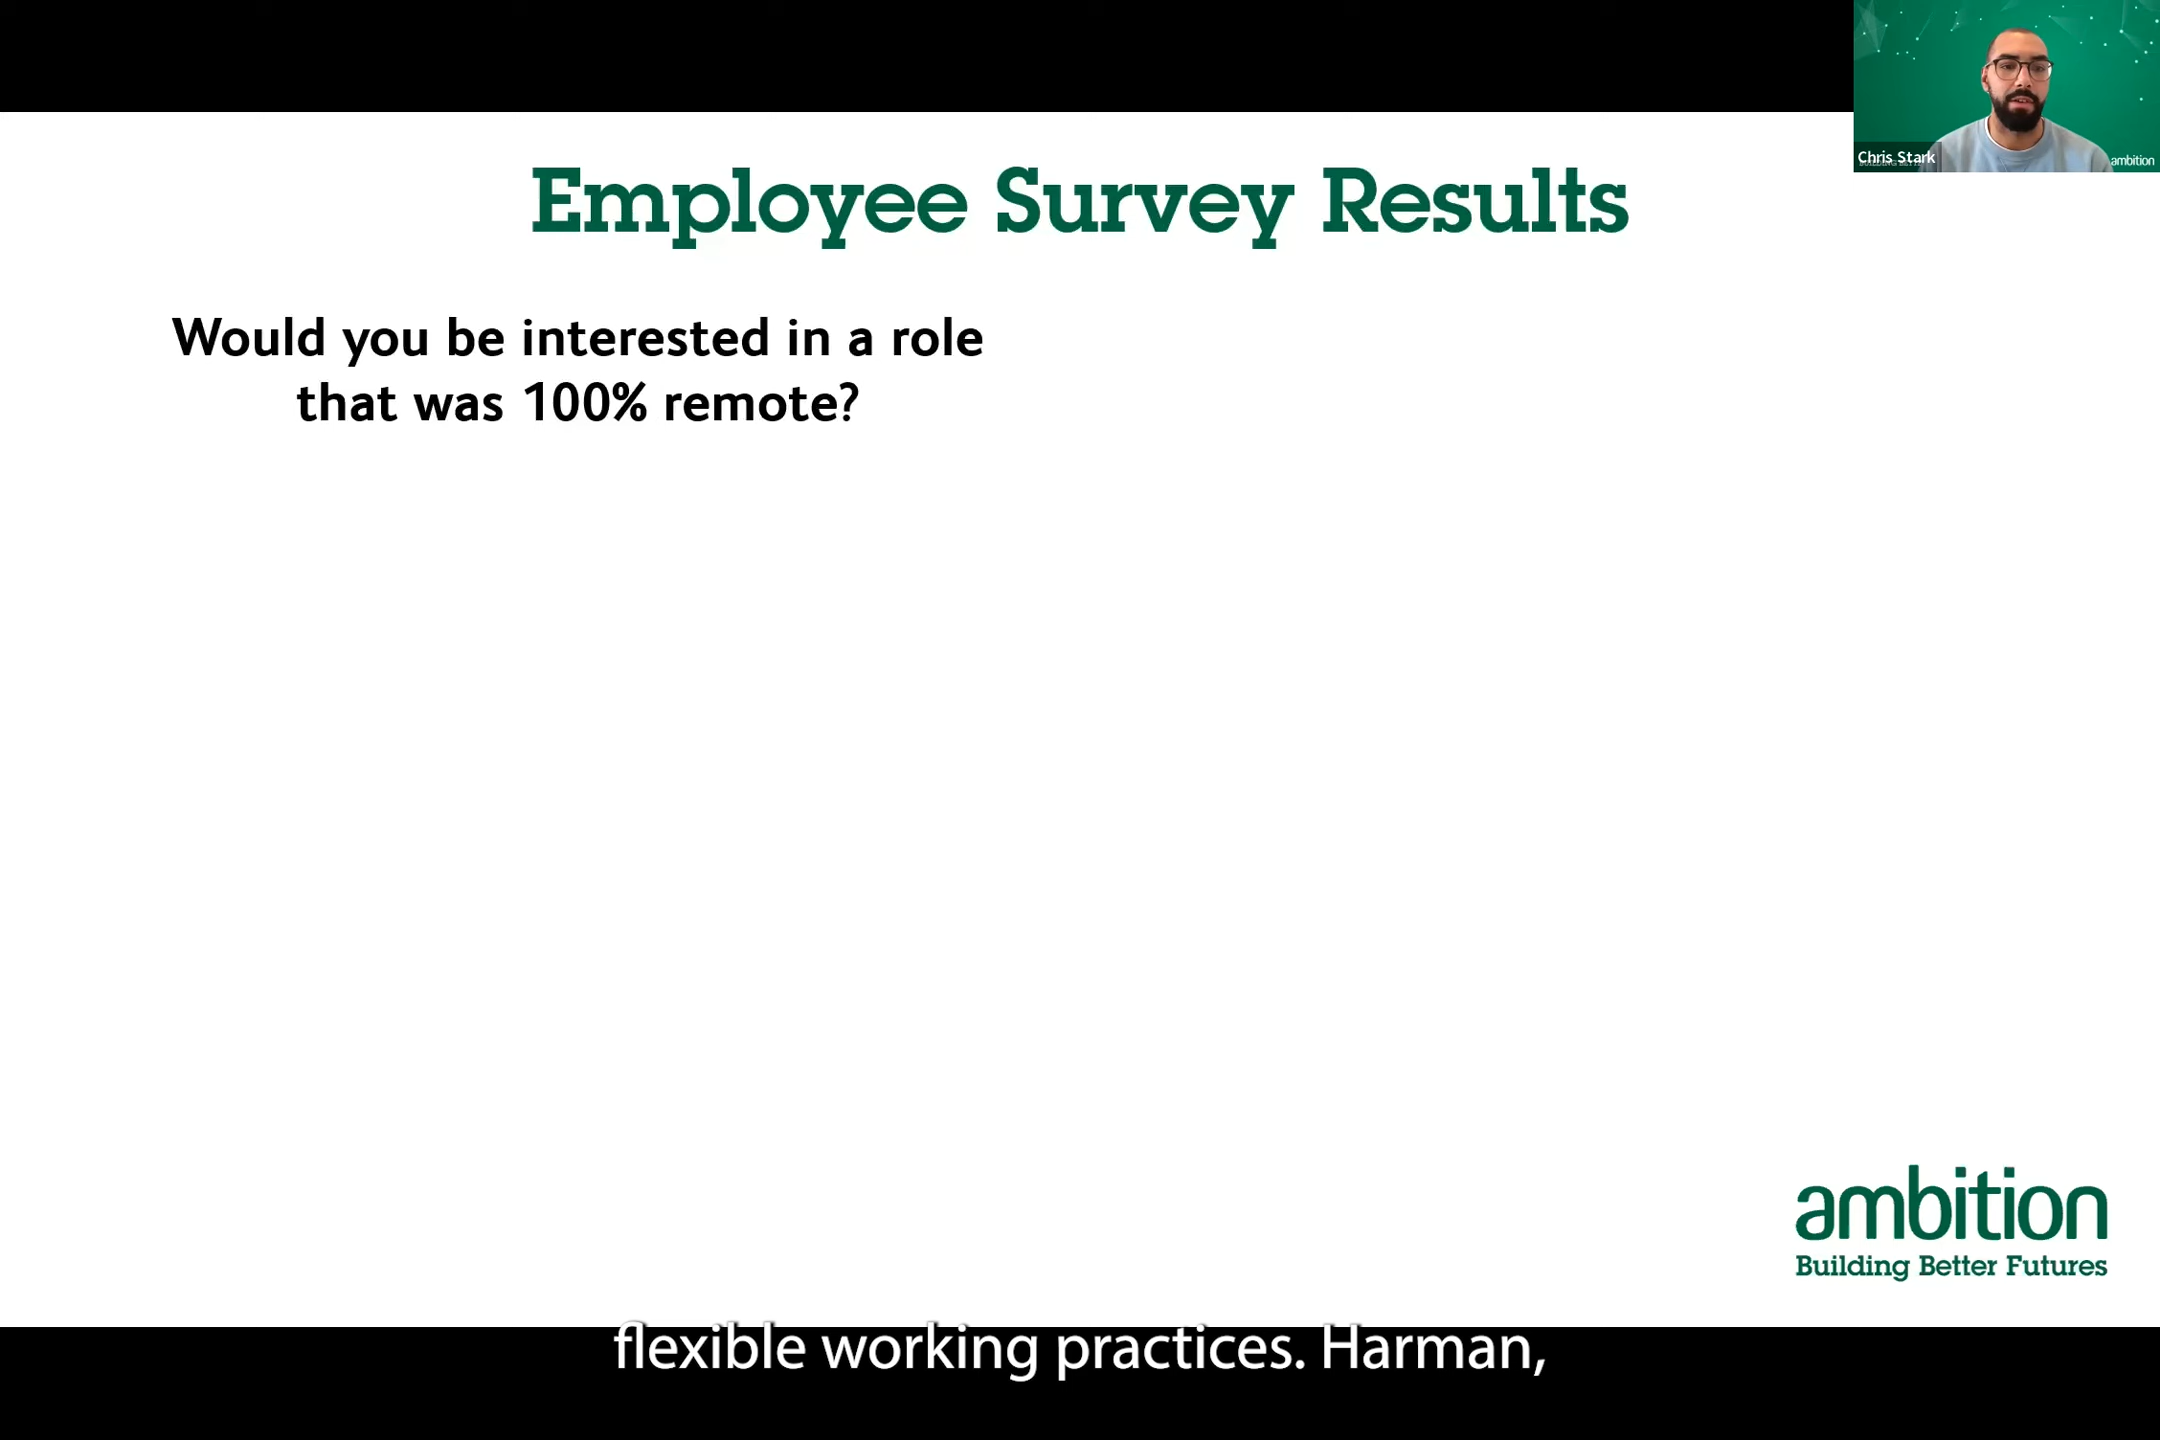 Chris Stark
ambition
Employee Survey Results
Would you be interested in a role
that was 100% remote?
ambition
Building Better Futures
flexible working practices. Harman,